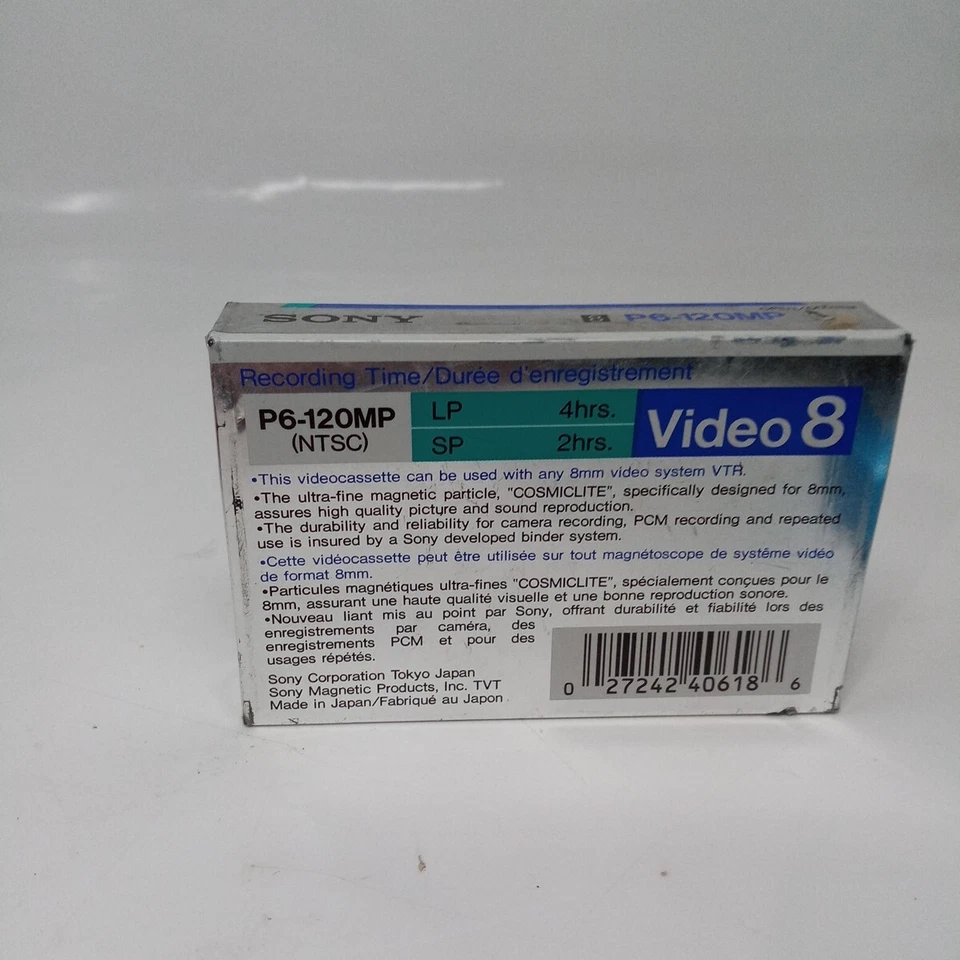 SONY 8 P6-120MP
Recording Time/Durée d'enregistrement
P6-120MP
(NTSC)
LP 4hrs.
SP 2hrs.
Video 8
•This videocassette can be used with any 8mm video system VTR.
•The ultra-fine magnetic particle, "COSMICLITE", specifically designed for 8mm,
assures high quality picture and sound reproduction.
•The durability and reliability for camera recording, PCM recording and repeated
use is insured by a Sony developed binder system.
•Cette vidéocassette peut être utilisée sur tout magnétoscope de système vidéo
de format 8mm.
•Particules magnétiques ultra-fines "COSMICLITE", spécialement conçues pour le
8mm, assurant une haute qualité visuelle et une bonne reproduction sonore.
•Nouveau liant mis au point par Sony, offrant durabilité et fiabilité lors des
enregistrements par caméra, des
enregistrements PCM et pour des
usages répétés.
Sony Corporation Tokyo Japan
Sony Magnetic Products, Inc. TVT
Made in Japan/Fabriqué au Japon
0 27242 40618 6